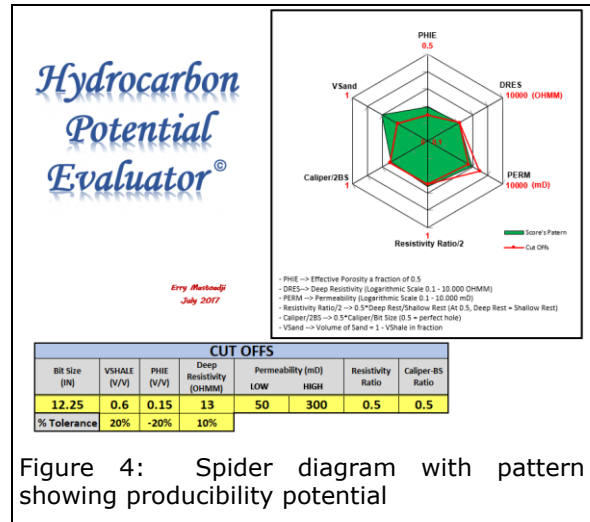 Hydrocarbon
Potential
Evaluator©
Erry Mustoadji
July 2017
PHIE
0.5
VSand
1
DRES
10000 (OHMM)
0.1
Caliper/2BS
1
PERM
10000 (mD)
1
Resistivity Ratio/2
Score's Patern
Cut Offs
- PHIE --> Effective Porosity a fraction of 0.5
- DRES--> Deep Resistivity (Logarithmic Scale 0.1 - 10.000 OHMM)
- PERM --> Permeability (Logarithmic Scale 0.1 - 10.000 mD)
- Resistivity Ratio/2 --> 0.5*Deep Rest/Shallow Rest (At 0.5, Deep Rest = Shallow Rest)
- Caliper/2BS --> 0.5*Caliper/Bit Size (0.5 = perfect hole)
- VSand --> Volume of Sand = 1 - VShale in fraction
CUT OFFS
Bit Size (IN) VSHALE (V/V) PHIE (V/V) Deep Resistivity (OHMM) Permeability (mD) LOW HIGH Resistivity Ratio Caliper-BS Ratio
12.25 0.6 0.15 13 50 300 0.5 0.5
% Tolerance 20% -20% 10%
Figure 4: Spider diagram with pattern
showing producibility potential